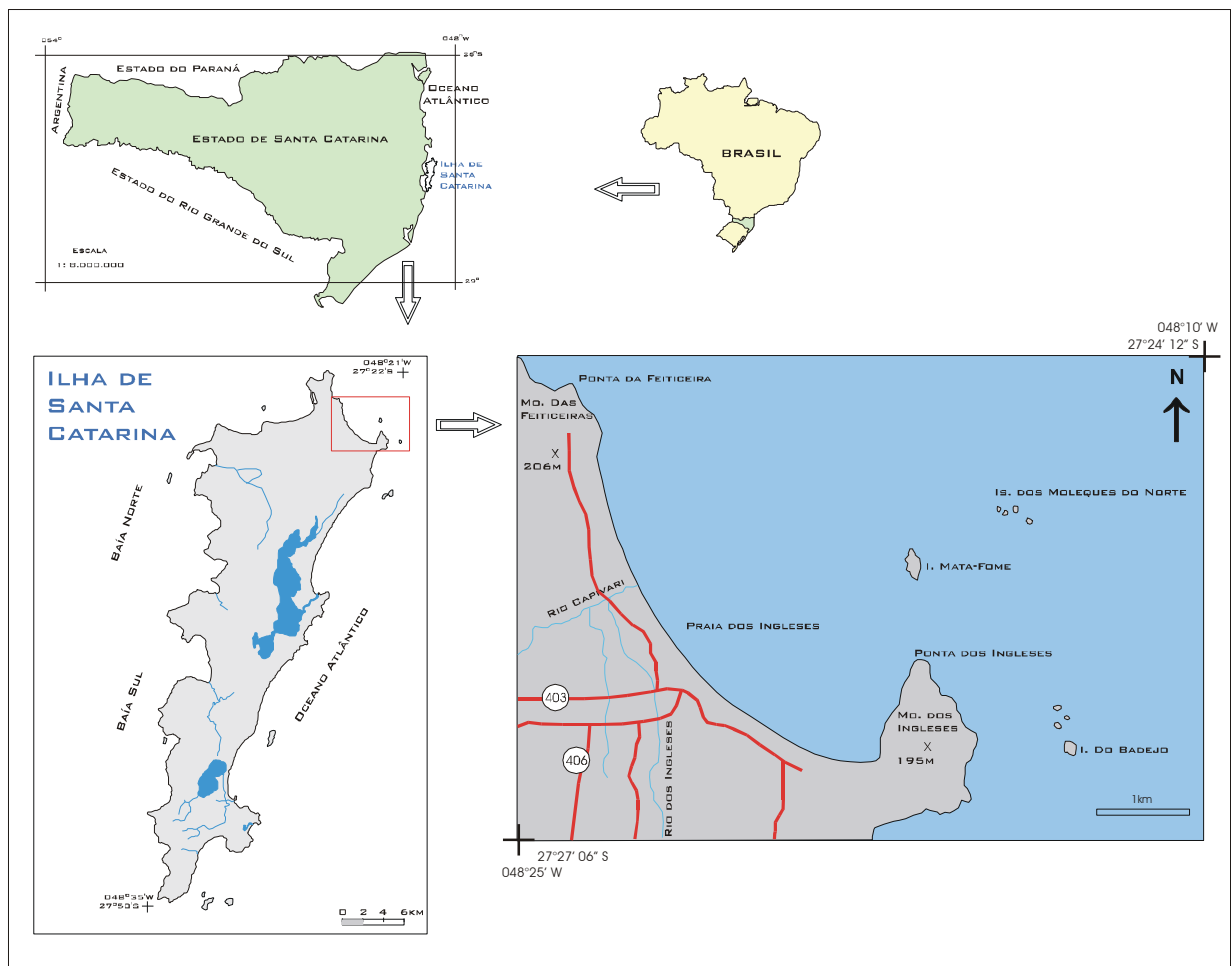 054°
048°W
26°S
ESTADO DO PARANÁ
ARGENTINA
OCEANO
ATLÂNTICO
ESTADO DE SANTA CATARINA
ILHA DE
SANTA
CATARINA
ESTADO DO RIO GRANDE DO SUL
ESCALA
1: 8.000.000
29°
BRASIL
ILHA DE
SANTA
CATARINA
048°21'W
27°22'S
BAÍA NORTE
BAÍA SUL
OCEANO ATLÂNTICO
048°35'W
27°50'S
0 2 4 6KM
048°10' W
27°24' 12" S
N
PONTA DA FEITICEIRA
MO. DAS
FEITICEIRAS
X
206M
IS. DOS MOLEQUES DO NORTE
I. MATA-FOME
RIO CAPIVARI
PRAIA DOS INGLESES
PONTA DOS INGLESES
403
MO. DOS
INGLESES
X
195M
I. DO BADEJO
406
RIO DOS INGLESES
1km
27°27' 06" S
048°25' W